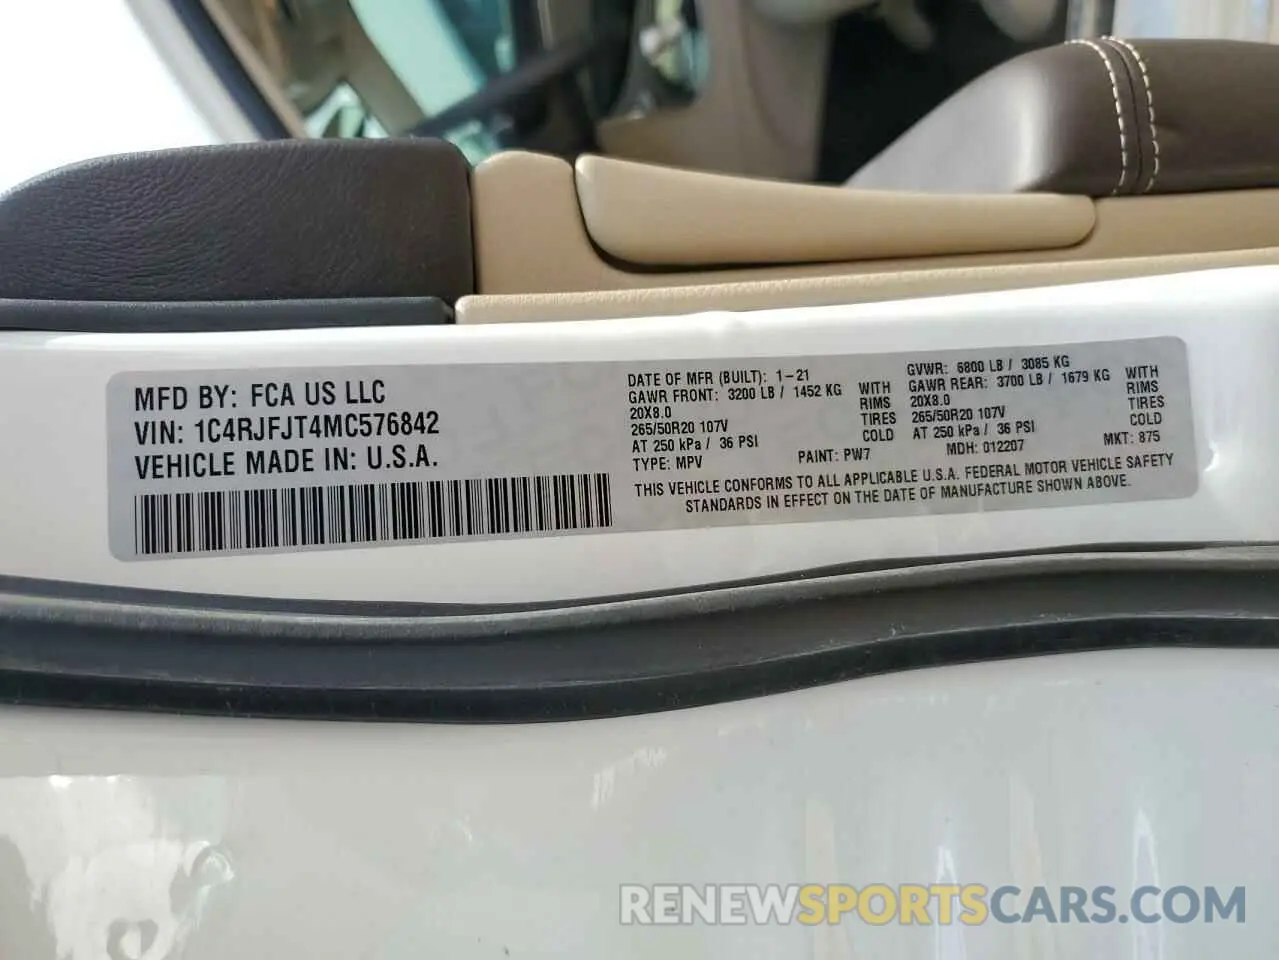 MFD BY: FCA US LLC
VIN: 1C4RJFJT4MC576842
VEHICLE MADE IN: U.S.A.
DATE OF MFR (BUILT): 1-21
GAWR FRONT: 3200 LB / 1452 KG WITH
20X8.0 RIMS
265/50R20 107V TIRES
AT 250 kPa / 36 PSI COLD
TYPE: MPV PAINT: PW7
GVWR: 6800 LB / 3085 KG
GAWR REAR: 3700 LB / 1679 KG WITH
20X8.0 RIMS
265/50R20 107V TIRES
AT 250 kPa / 36 PSI COLD
MDH: 012207 MKT: 875
THIS VEHICLE CONFORMS TO ALL APPLICABLE U.S.A. FEDERAL MOTOR VEHICLE SAFETY
STANDARDS IN EFFECT ON THE DATE OF MANUFACTURE SHOWN ABOVE.
RENEWSPORTSCARS.COM